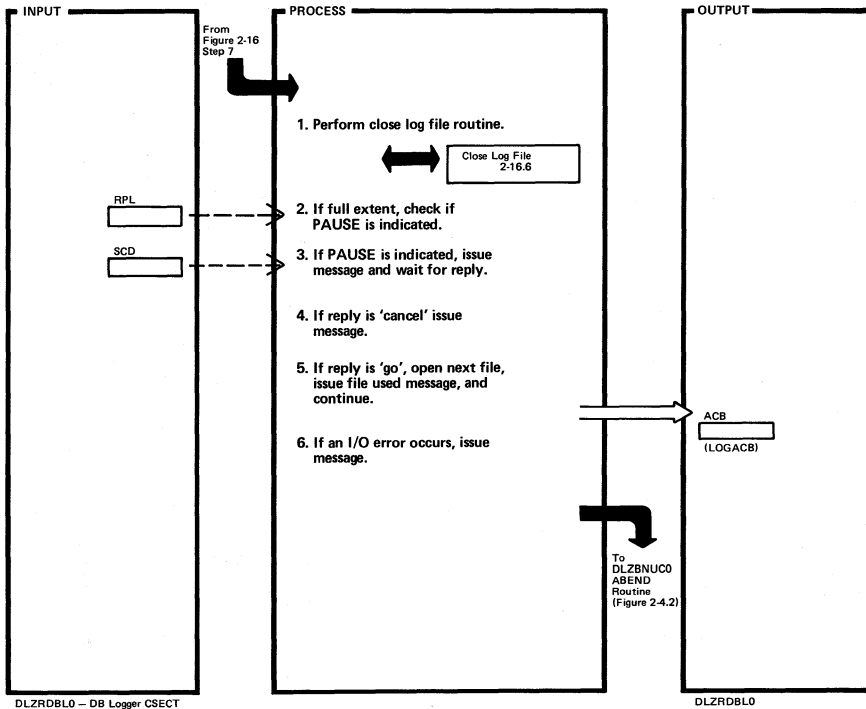 INPUT
PROCESS
OUTPUT
From
Figure 2-16
Step 7
1. Perform close log file routine.
Close Log File
2-16.6
RPL
2. If full extent, check if
PAUSE is indicated.
SCD
3. If PAUSE is indicated, issue
message and wait for reply.
4. If reply is ‘cancel’ issue
message.
5. If reply is ‘go’, open next file,
issue file used message, and
continue.
ACB
(LOGACB)
6. If an I/O error occurs, issue
message.
To
DLZBNUC0
ABEND
Routine
(Figure 2-4.2)
DLZRDBL0 – DB Logger CSECT
DLZRDBL0